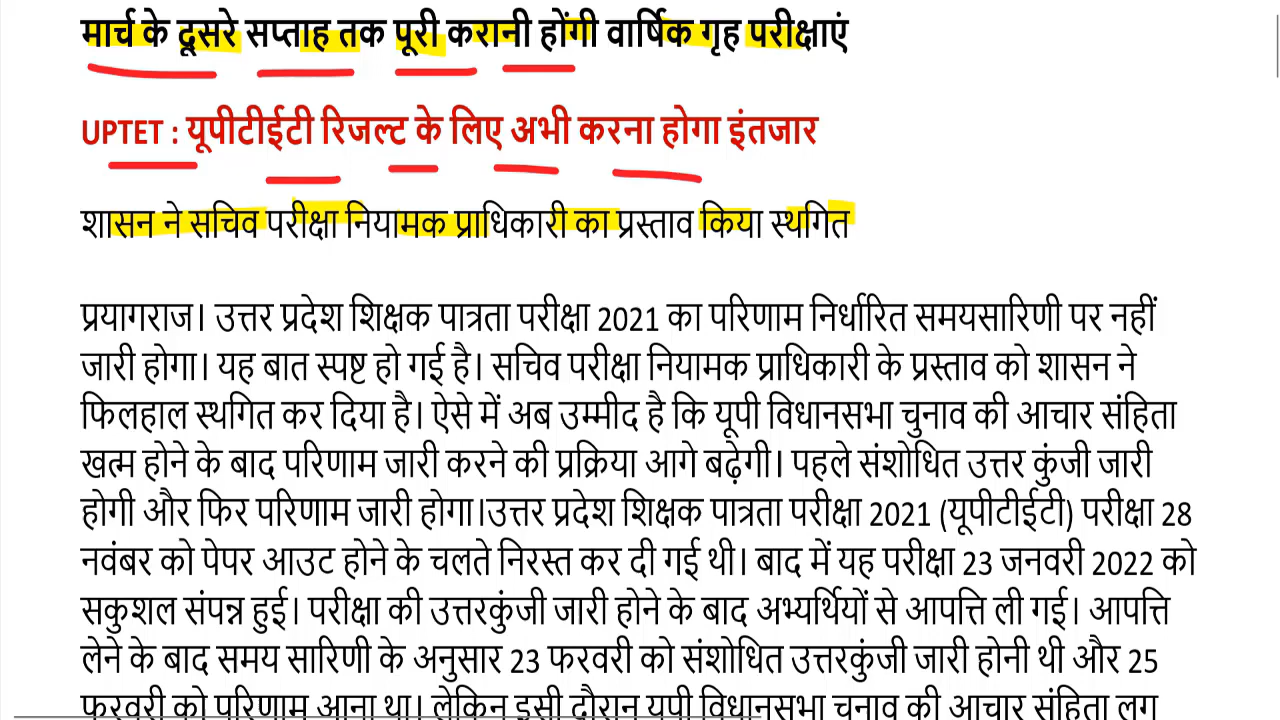 मार्च के दूसरे सप्ताह तक पूरी करानी होंगी वार्षिक गृह परीक्षाएं
UPTET : यूपीटीईटी रिजल्ट के लिए अभी करना होगा इंतजार
शासन ने सचिव परीक्षा नियामक प्राधिकारी का प्रस्ताव किया स्थगित
प्रयागराज। उत्तर प्रदेश शिक्षक पात्रता परीक्षा 2021 का परिणाम निर्धारित समयसारिणी पर नहीं
जारी होगा। यह बात स्पष्ट हो गई है। सचिव परीक्षा नियामक प्राधिकारी के प्रस्ताव को शासन ने
फिलहाल स्थगित कर दिया है। ऐसे में अब उम्मीद है कि यूपी विधानसभा चुनाव की आचार संहिता
खत्म होने के बाद परिणाम जारी करने की प्रक्रिया आगे बढ़ेगी। पहले संशोधित उत्तर कुंजी जारी
होगी और फिर परिणाम जारी होगा।उत्तर प्रदेश शिक्षक पात्रता परीक्षा 2021 (यूपीटीईटी) परीक्षा 28
नवंबर को पेपर आउट होने के चलते निरस्त कर दी गई थी। बाद में यह परीक्षा 23 जनवरी 2022 को
सकुशल संपन्न हुई। परीक्षा की उत्तरकुंजी जारी होने के बाद अभ्यर्थियों से आपत्ति ली गई। आपत्ति
लेने के बाद समय सारिणी के अनुसार 23 फरवरी को संशोधित उत्तरकुंजी जारी होनी थी और 25
फरवरी को परिणाम आना था। लेकिन इसी दौरान यूपी विधानसभा चुनाव की आचार संहिता लग